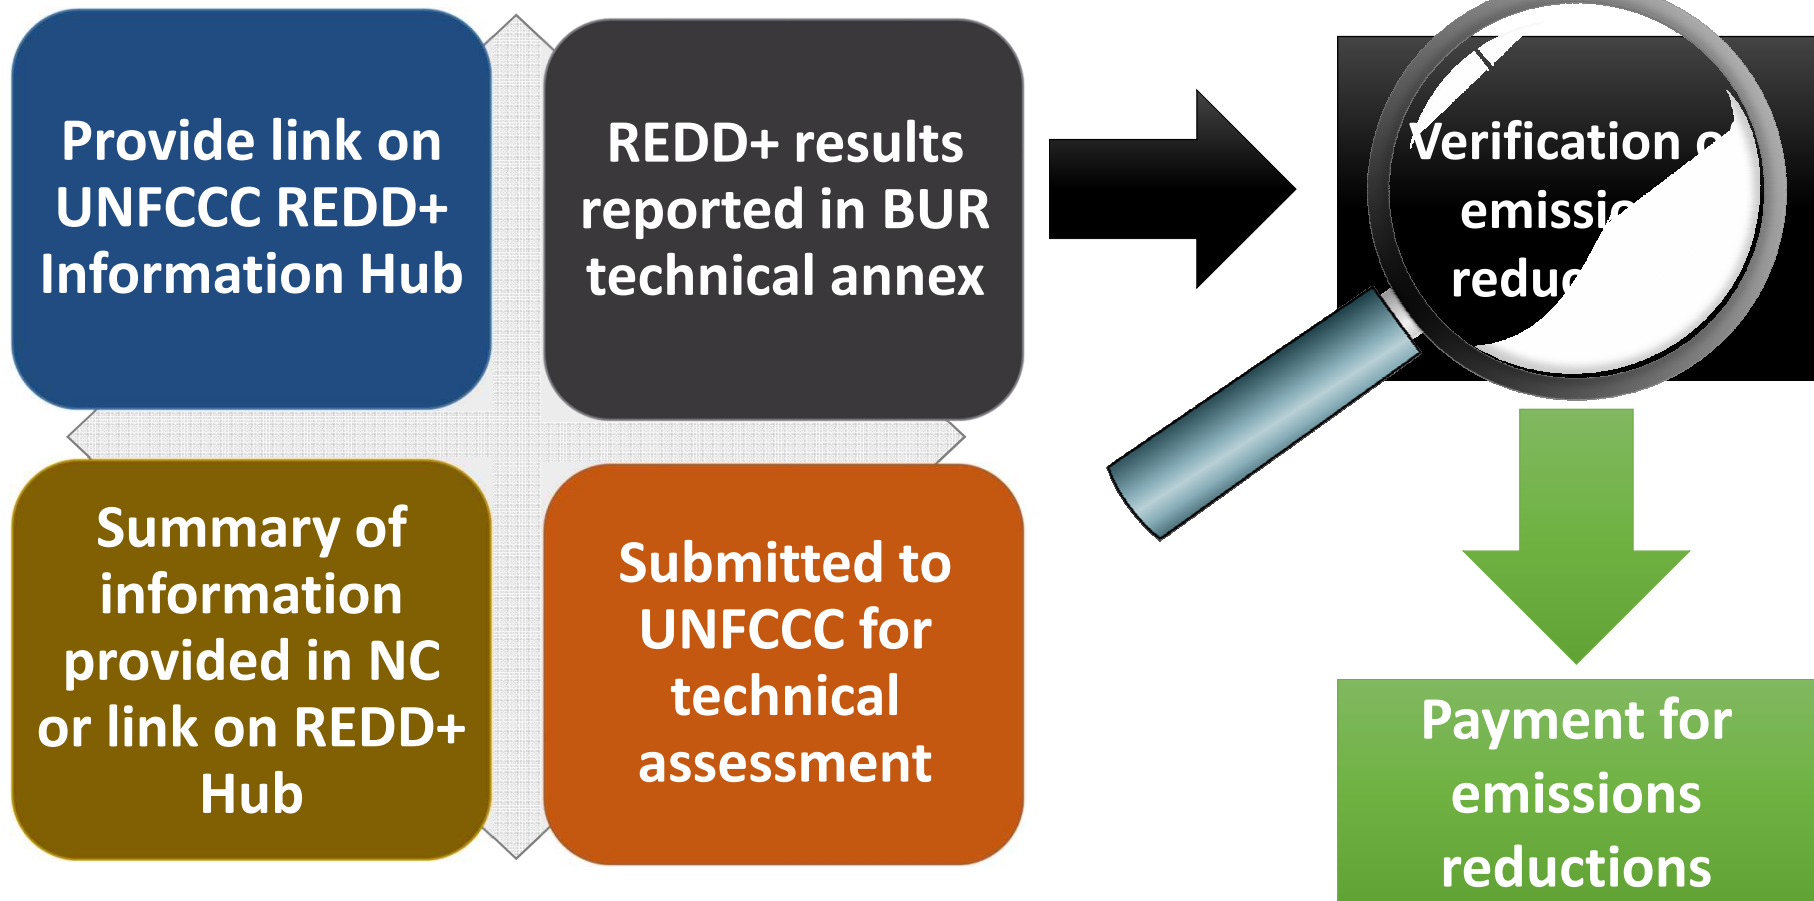 Provide link on
UNFCCC REDD+
Information Hub
REDD+ results
reported in BUR
technical annex
Summary of
information
provided in NC
or link on REDD+
Hub
Submitted to
UNFCCC for
technical
assessment
Verification
Payment for
emissions
reductions